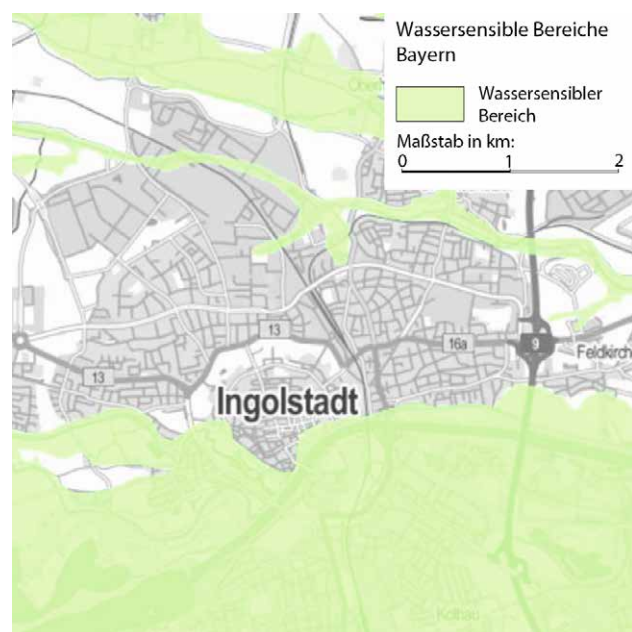 Wassersensible Bereiche
Bayern
Wassersensibler
Bereich
Maßstab in km:
0 1 2
13
16a
9
Feldkirch
13
Ingolstadt